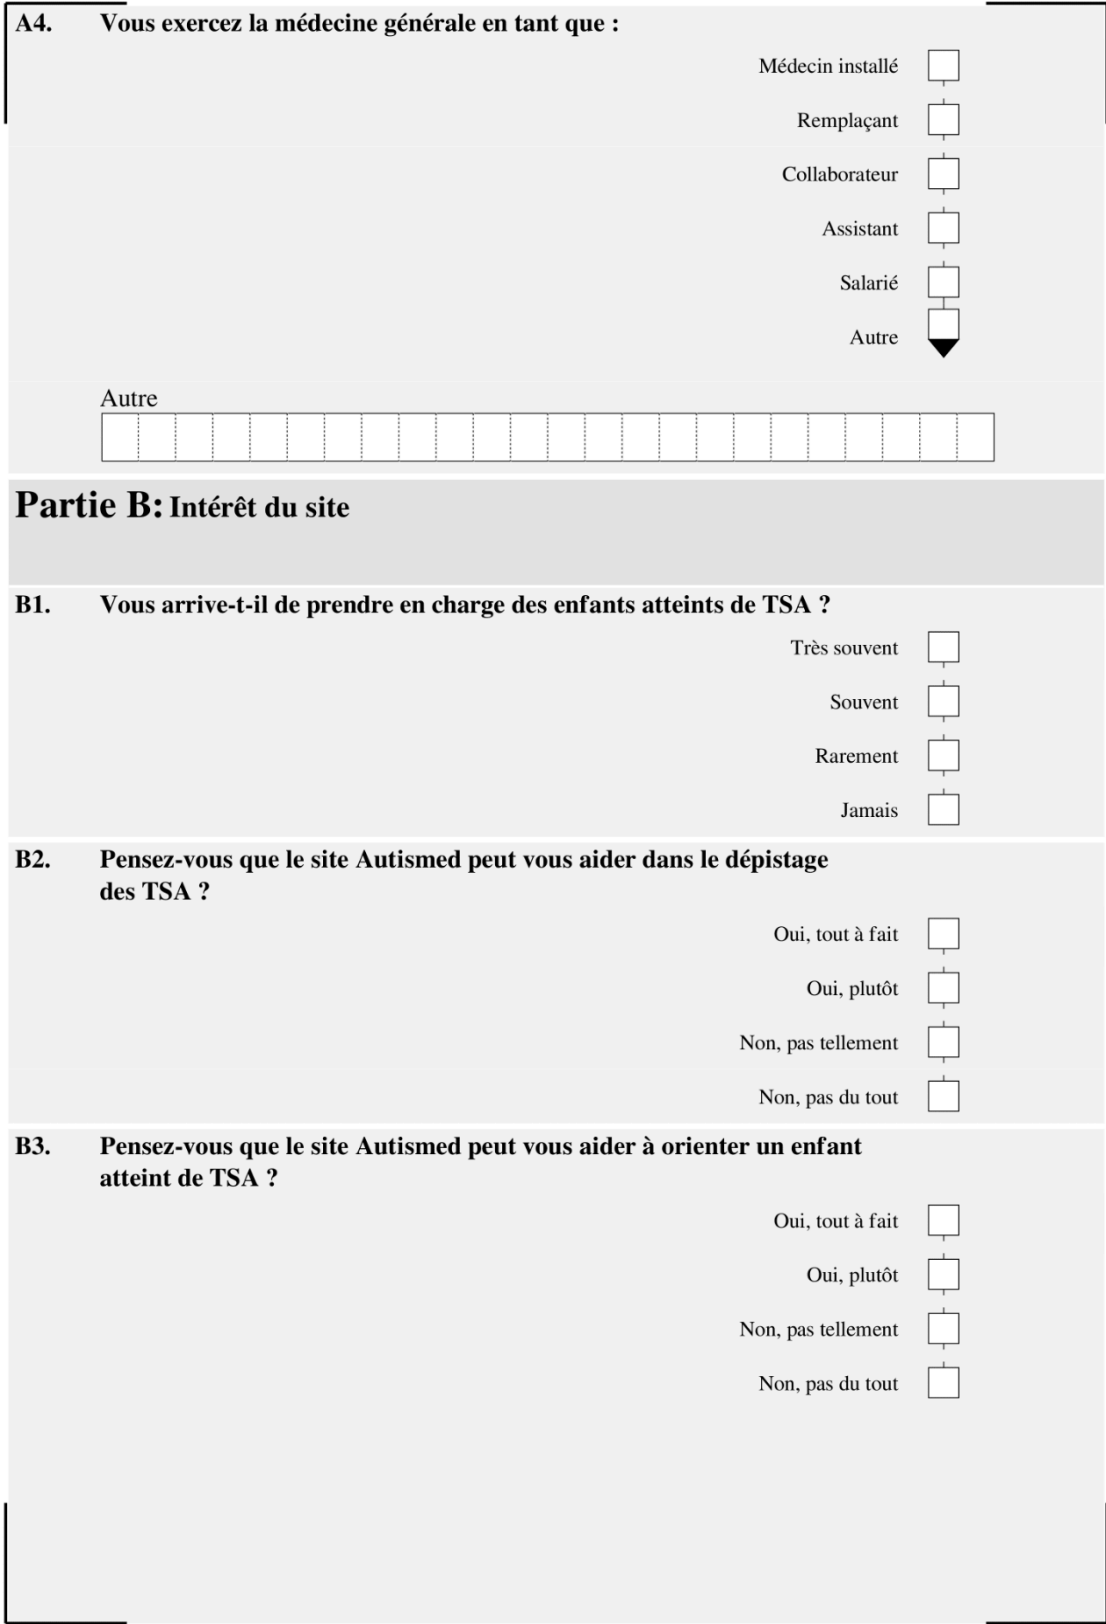 A4. Vous exercez la médecine générale en tant que :
Médecin installé
Remplaçant
Collaborateur
Assistant
Salarié
Autre
Autre
Partie B: Intérêt du site
B1. Vous arrive-t-il de prendre en charge des enfants atteints de TSA ?
Très souvent
Souvent
Rarement
Jamais
B2. Pensez-vous que le site Autismed peut vous aider dans le dépistage
des TSA ?
Oui, tout à fait
Oui, plutôt
Non, pas tellement
Non, pas du tout
B3. Pensez-vous que le site Autismed peut vous aider à orienter un enfant
atteint de TSA ?
Oui, tout à fait
Oui, plutôt
Non, pas tellement
Non, pas du tout